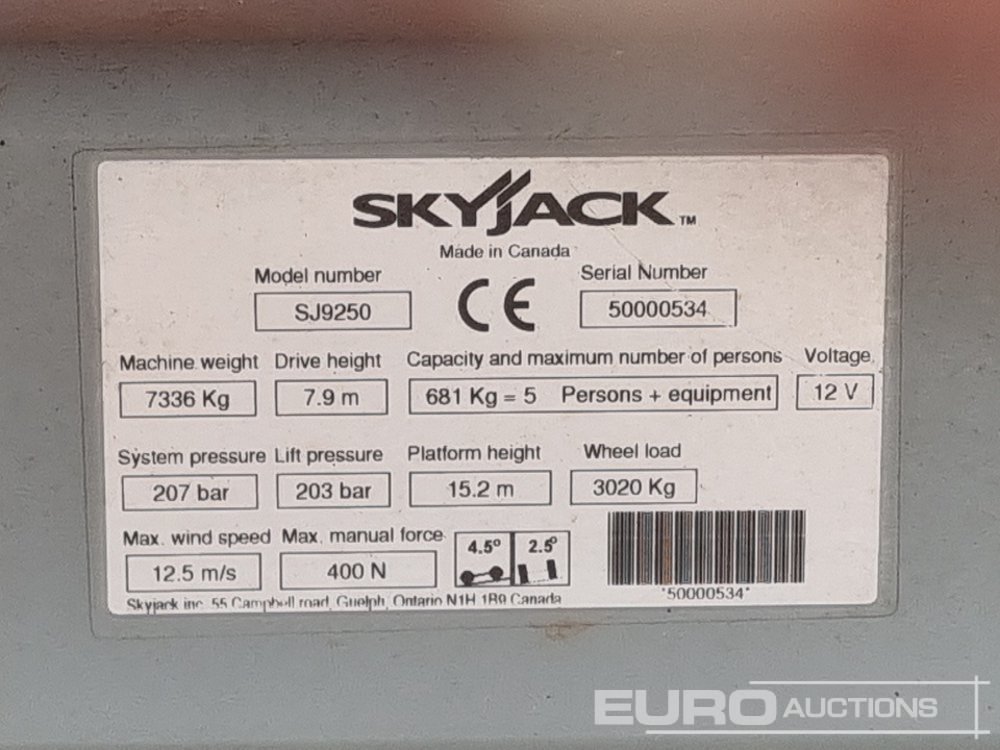 SKYJACK™
Made in Canada
Model number Serial Number
SJ9250 CE 50000534
Machine weight Drive height Capacity and maximum number of persons Voltage
7336 Kg 7.9 m 681 Kg = 5 Persons + equipment 12 V
System pressure Lift pressure Platform height Wheel load
207 bar 203 bar 15.2 m 3020 Kg
Max. wind speed Max. manual force
12.5 m/s 400 N 4.5° 2.5°
*50000534*
Skyjack inc. 55 Campbell road, Guelph, Ontario N1H 1B9 Canada
EURO AUCTIONS